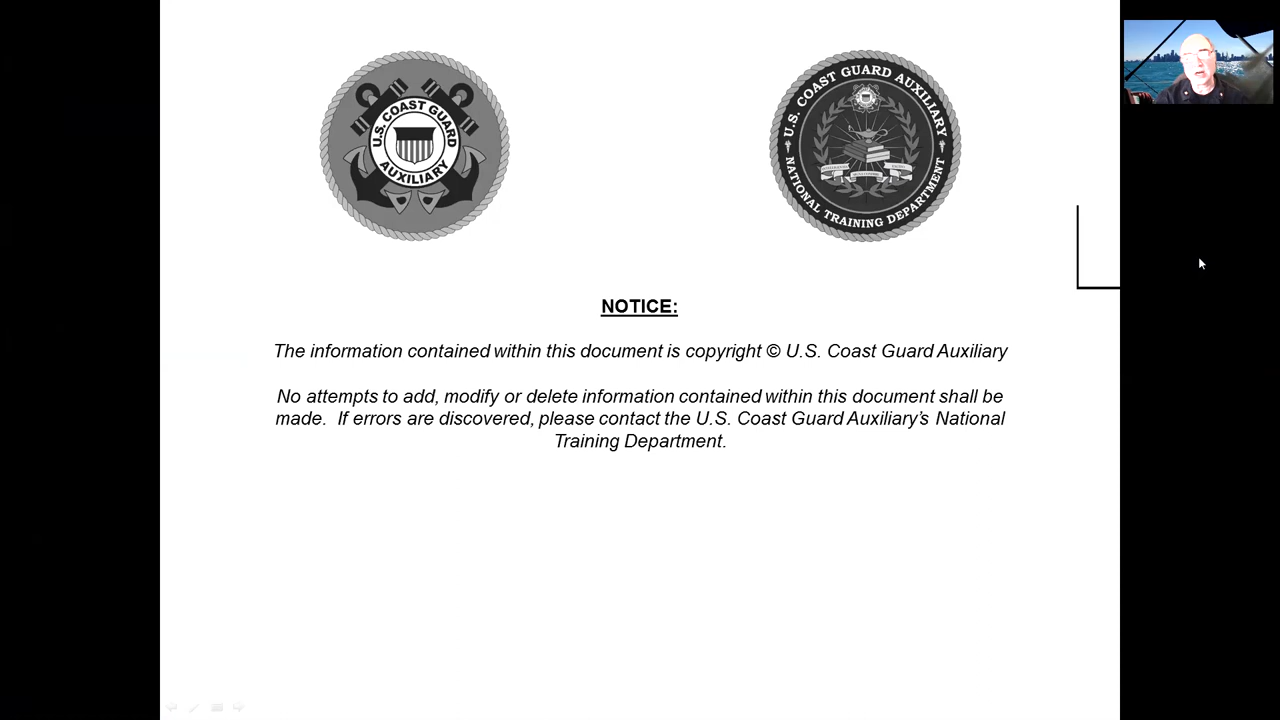 U.S. COAST GUARD
AUXILIARY
U.S. COAST GUARD AUXILIARY
NATIONAL TRAINING DEPARTMENT
NOTICE:
The information contained within this document is copyright © U.S. Coast Guard Auxiliary
No attempts to add, modify or delete information contained within this document shall be
made.  If errors are discovered, please contact the U.S. Coast Guard Auxiliary’s National
Training Department.